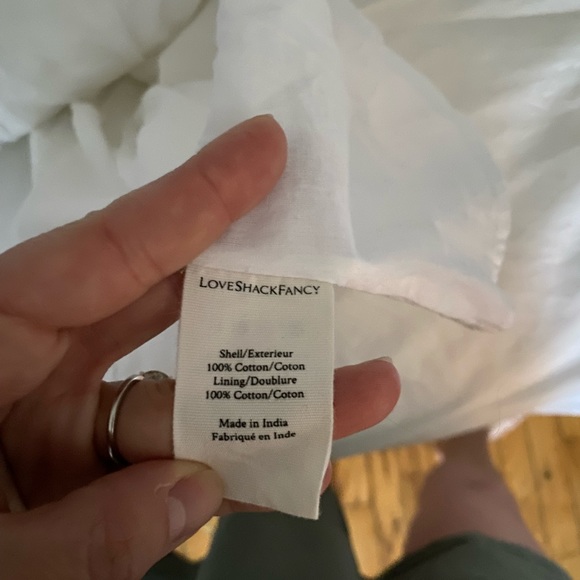 LOVESHACKFANCY
Shell/Exterieur
100% Cotton/Coton
Lining/Doublure
100% Cotton/Coton
Made in India
Fabriqué en Inde